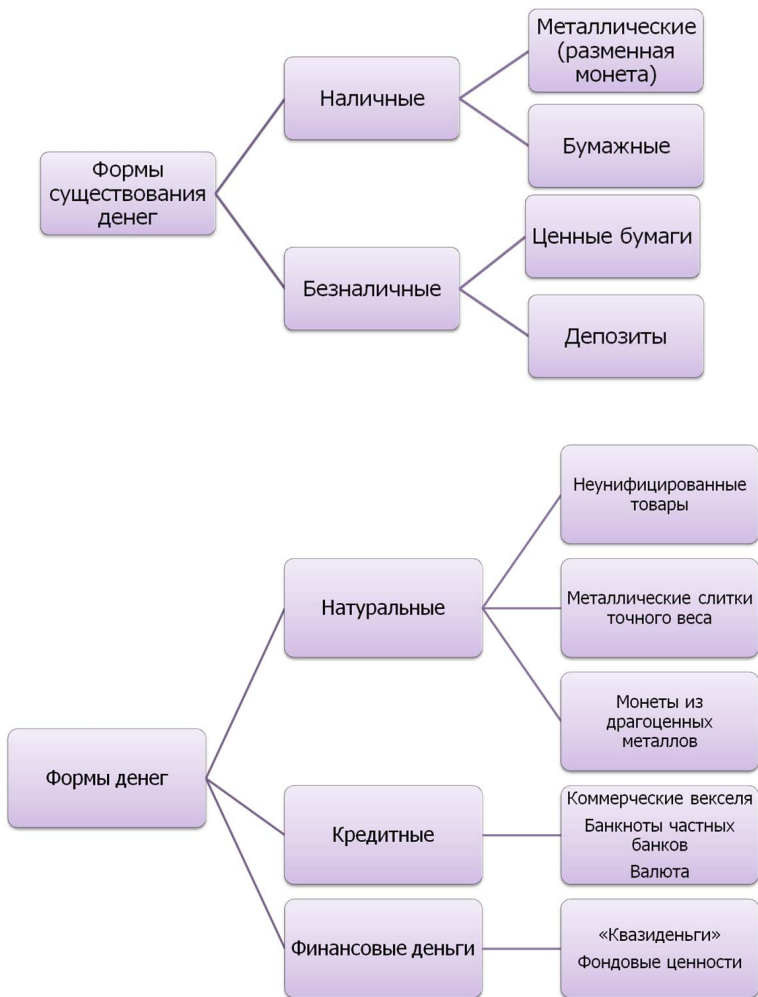 Формы
существования
денег
Наличные
Металлические
(разменная
монета)
Бумажные
Безналичные
Ценные бумаги
Депозиты
Формы денег
Натуральные
Неунифицированные
товары
Металлические слитки
точного веса
Монеты из
драгоценных
металлов
Кредитные
Коммерческие векселя
Банкноты частных
банков
Валюта
Финансовые деньги
«Квазиденьги»
Фондовые ценности